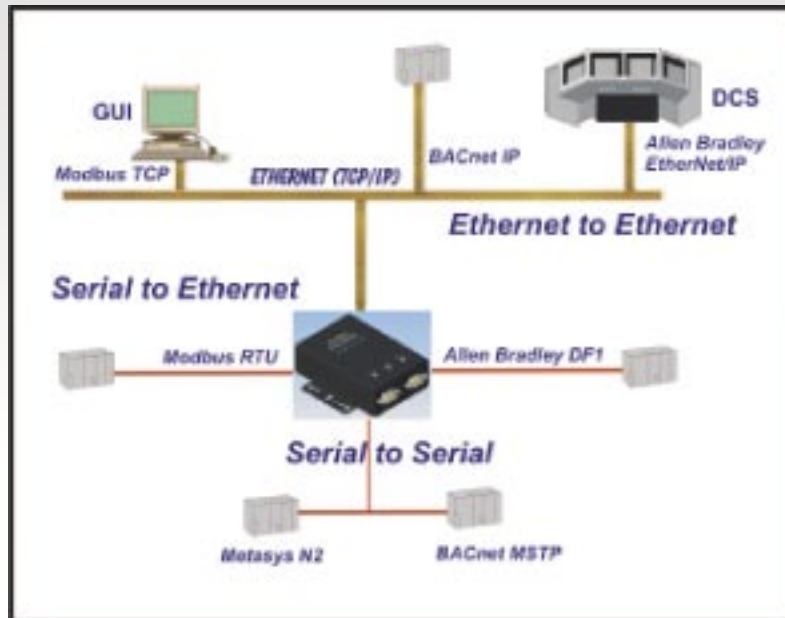 GUI
DCS
Modbus TCP
ETHERNET (TCP/IP)
BACnet IP
Allen Bradley
EtherNet/IP
Ethernet to Ethernet
Serial to Ethernet
Modbus RTU
Allen Bradley DF1
Serial to Serial
Metasys N2
BACnet MSTP